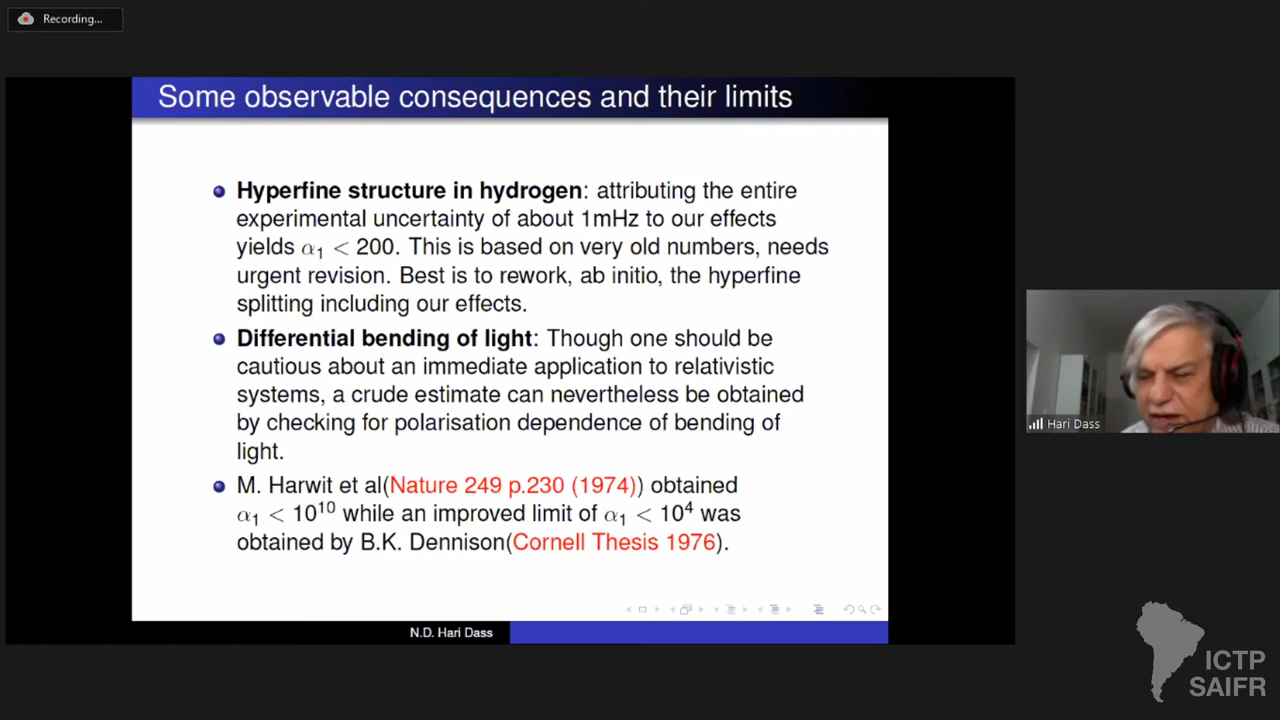 Recording...
Some observable consequences and their limits
Hyperfine structure in hydrogen: attributing the entire
experimental uncertainty of about 1mHz to our effects
yields α₁ < 200. This is based on very old numbers, needs
urgent revision. Best is to rework, ab initio, the hyperfine
splitting including our effects.
Differential bending of light: Though one should be
cautious about an immediate application to relativistic
systems, a crude estimate can nevertheless be obtained
by checking for polarisation dependence of bending of
light.
M. Harwit et al(Nature 249 p.230 (1974)) obtained
α₁ < 10¹⁰ while an improved limit of α₁ < 10⁴ was
obtained by B.K. Dennison(Cornell Thesis 1976).
N.D. Hari Dass
Hari Dass
ICTP
SAIFR